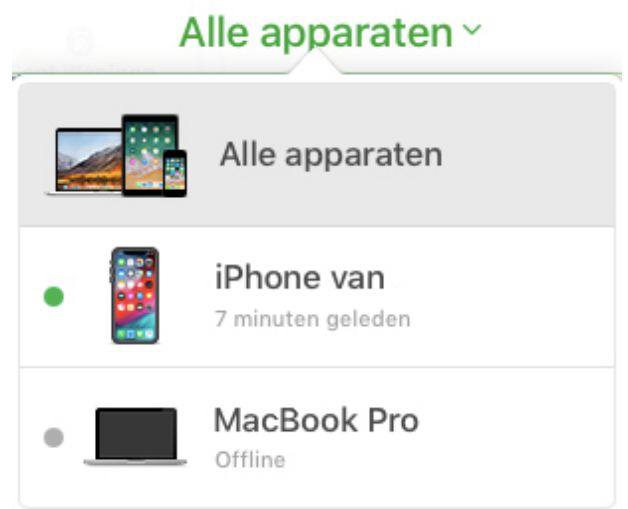 Alle apparaten
Alle apparaten
iPhone van
7 minuten geleden
MacBook Pro
Offline